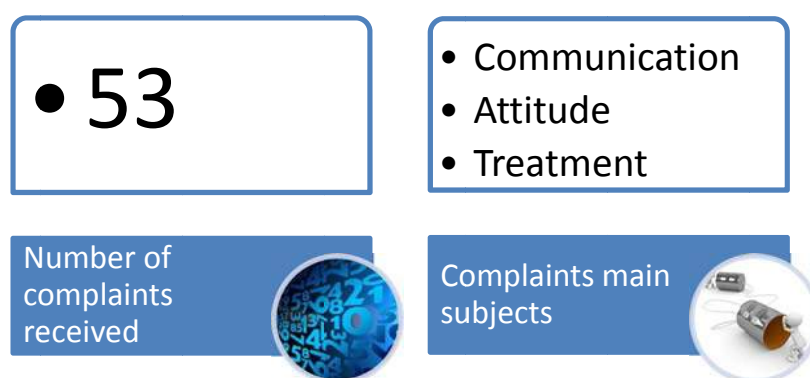 • 53
Number of
complaints
received
• Communication
• Attitude
• Treatment
Complaints main
subjects